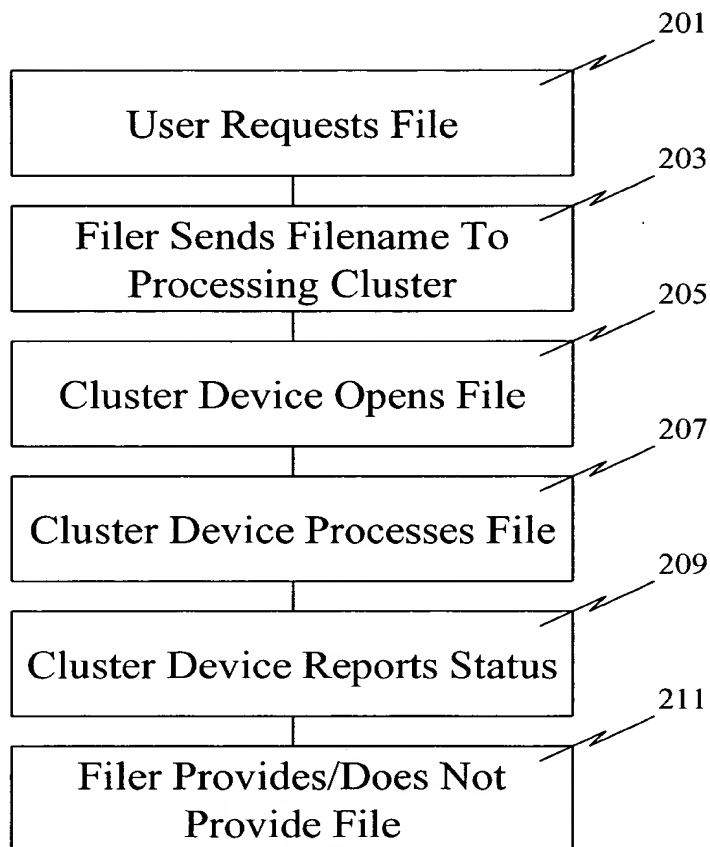 201
User Requests File
203
Filer Sends Filename To
Processing Cluster
205
Cluster Device Opens File
207
Cluster Device Processes File
209
Cluster Device Reports Status
211
Filer Provides/Does Not
Provide File